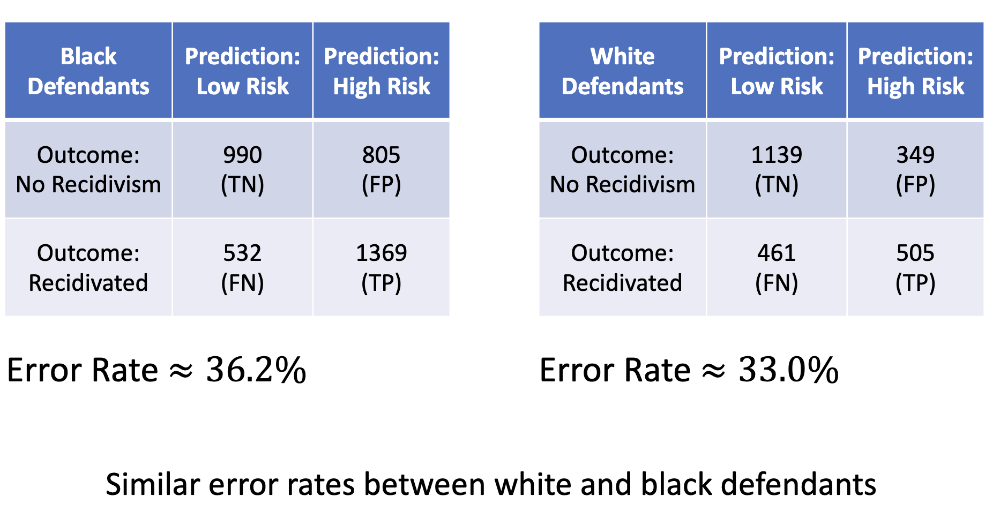 Black
Defendants
Prediction:
Low Risk
Prediction:
High Risk
Outcome:
No Recidivism
990
(TN)
805
(FP)
Outcome:
Recidivated
532
(FN)
1369
(TP)
Error Rate ≈ 36.2%
White
Defendants
Prediction:
Low Risk
Prediction:
High Risk
Outcome:
No Recidivism
1139
(TN)
349
(FP)
Outcome:
Recidivated
461
(FN)
505
(TP)
Error Rate ≈ 33.0%
Similar error rates between white and black defendants